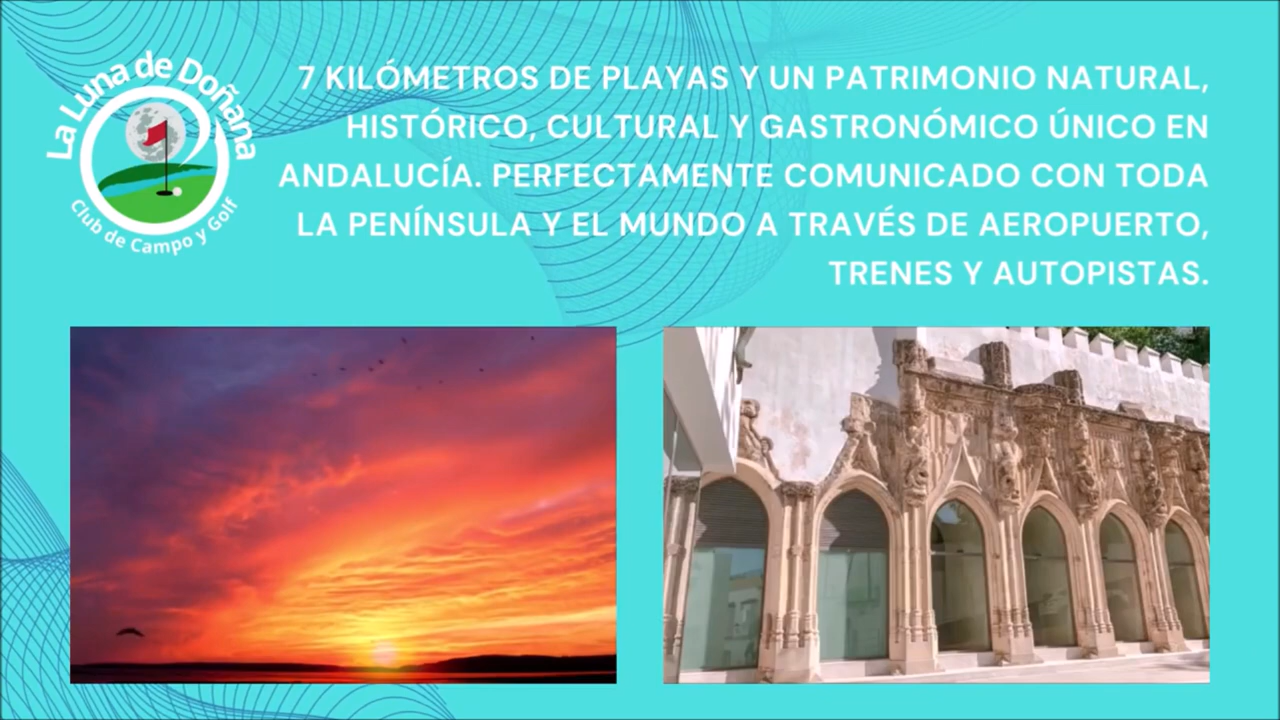 La Luna de Doñana
Club de Campo y Golf
7 KILÓMETROS DE PLAYAS Y UN PATRIMONIO NATURAL,
HISTÓRICO, CULTURAL Y GASTRONÓMICO ÚNICO EN
ANDALUCÍA. PERFECTAMENTE COMUNICADO CON TODA
LA PENÍNSULA Y EL MUNDO A TRAVÉS DE AEROPUERTO,
TRENES Y AUTOPISTAS.